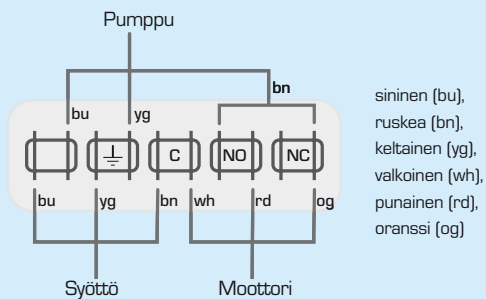 Pumppu
bu yg bn
C NO NC
bu yg bn wh rd og
Syöttö Moottori
sininen (bu),
ruskea (bn),
keltainen (yg),
valkoinen (wh),
punainen (rd),
oranssi (og)